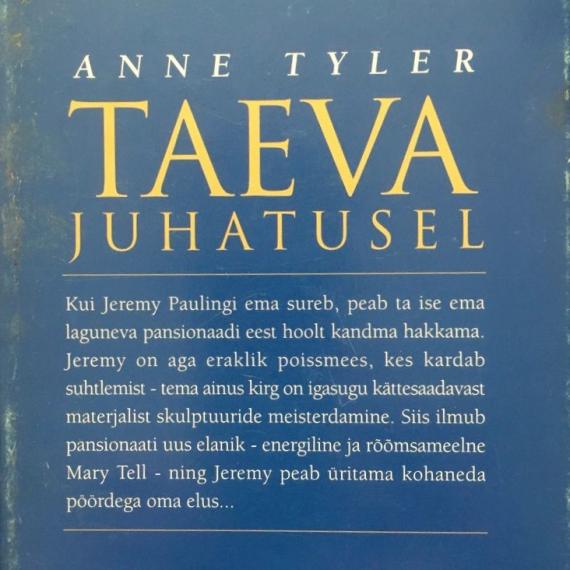 ANNE TYLER
TAEVA
JUHATUSEL
Kui Jeremy Paulingi ema sureb, peab ta ise ema
laguneva pansionaadi eest hoolt kandma hakkama.
Jeremy on aga eraklik poissmees, kes kardab
suhtlemist - tema ainus kirg on igasugu kättesaadavast
materjalist skulptuuride meisterdamine. Siis ilmub
pansionaati uus elanik - energiline ja rõõmsameelne
Mary Tell - ning Jeremy peab üritama kohaneda
pöördega oma elus...